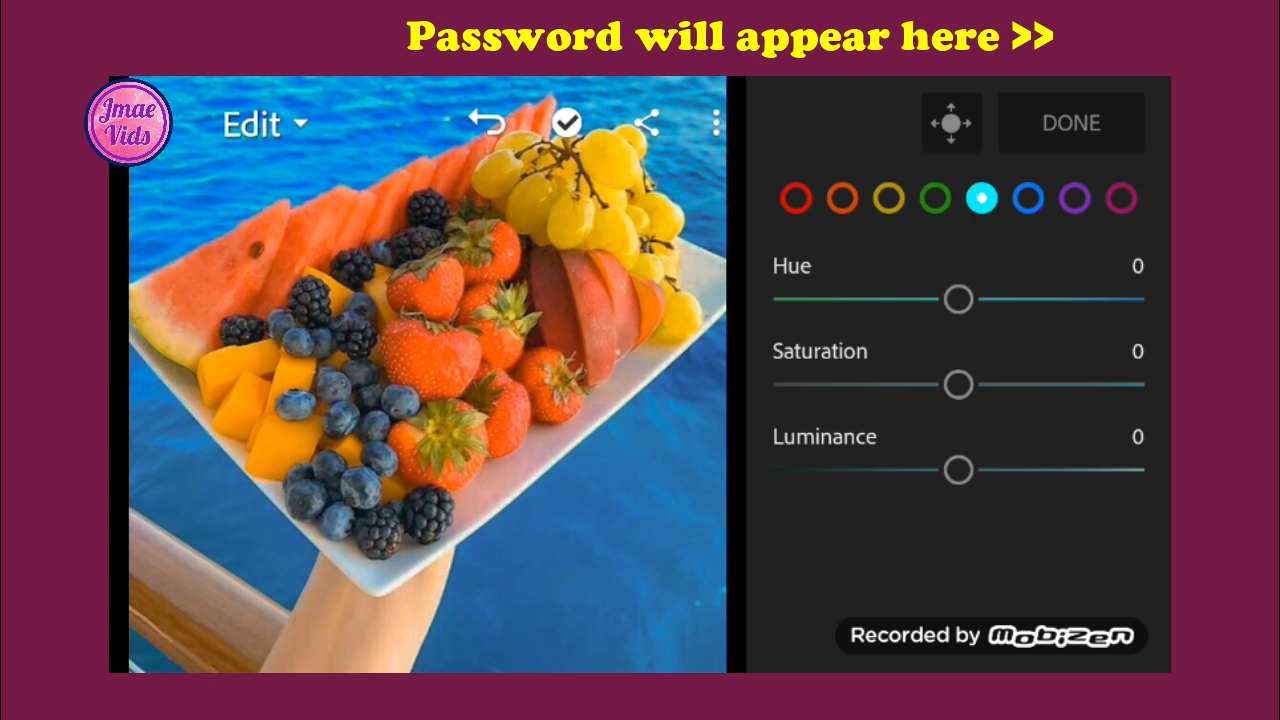 Password will appear here >>
Jmae
Vids
Edit
DONE
Hue 0
Saturation 0
Luminance 0
Recorded by mobizen